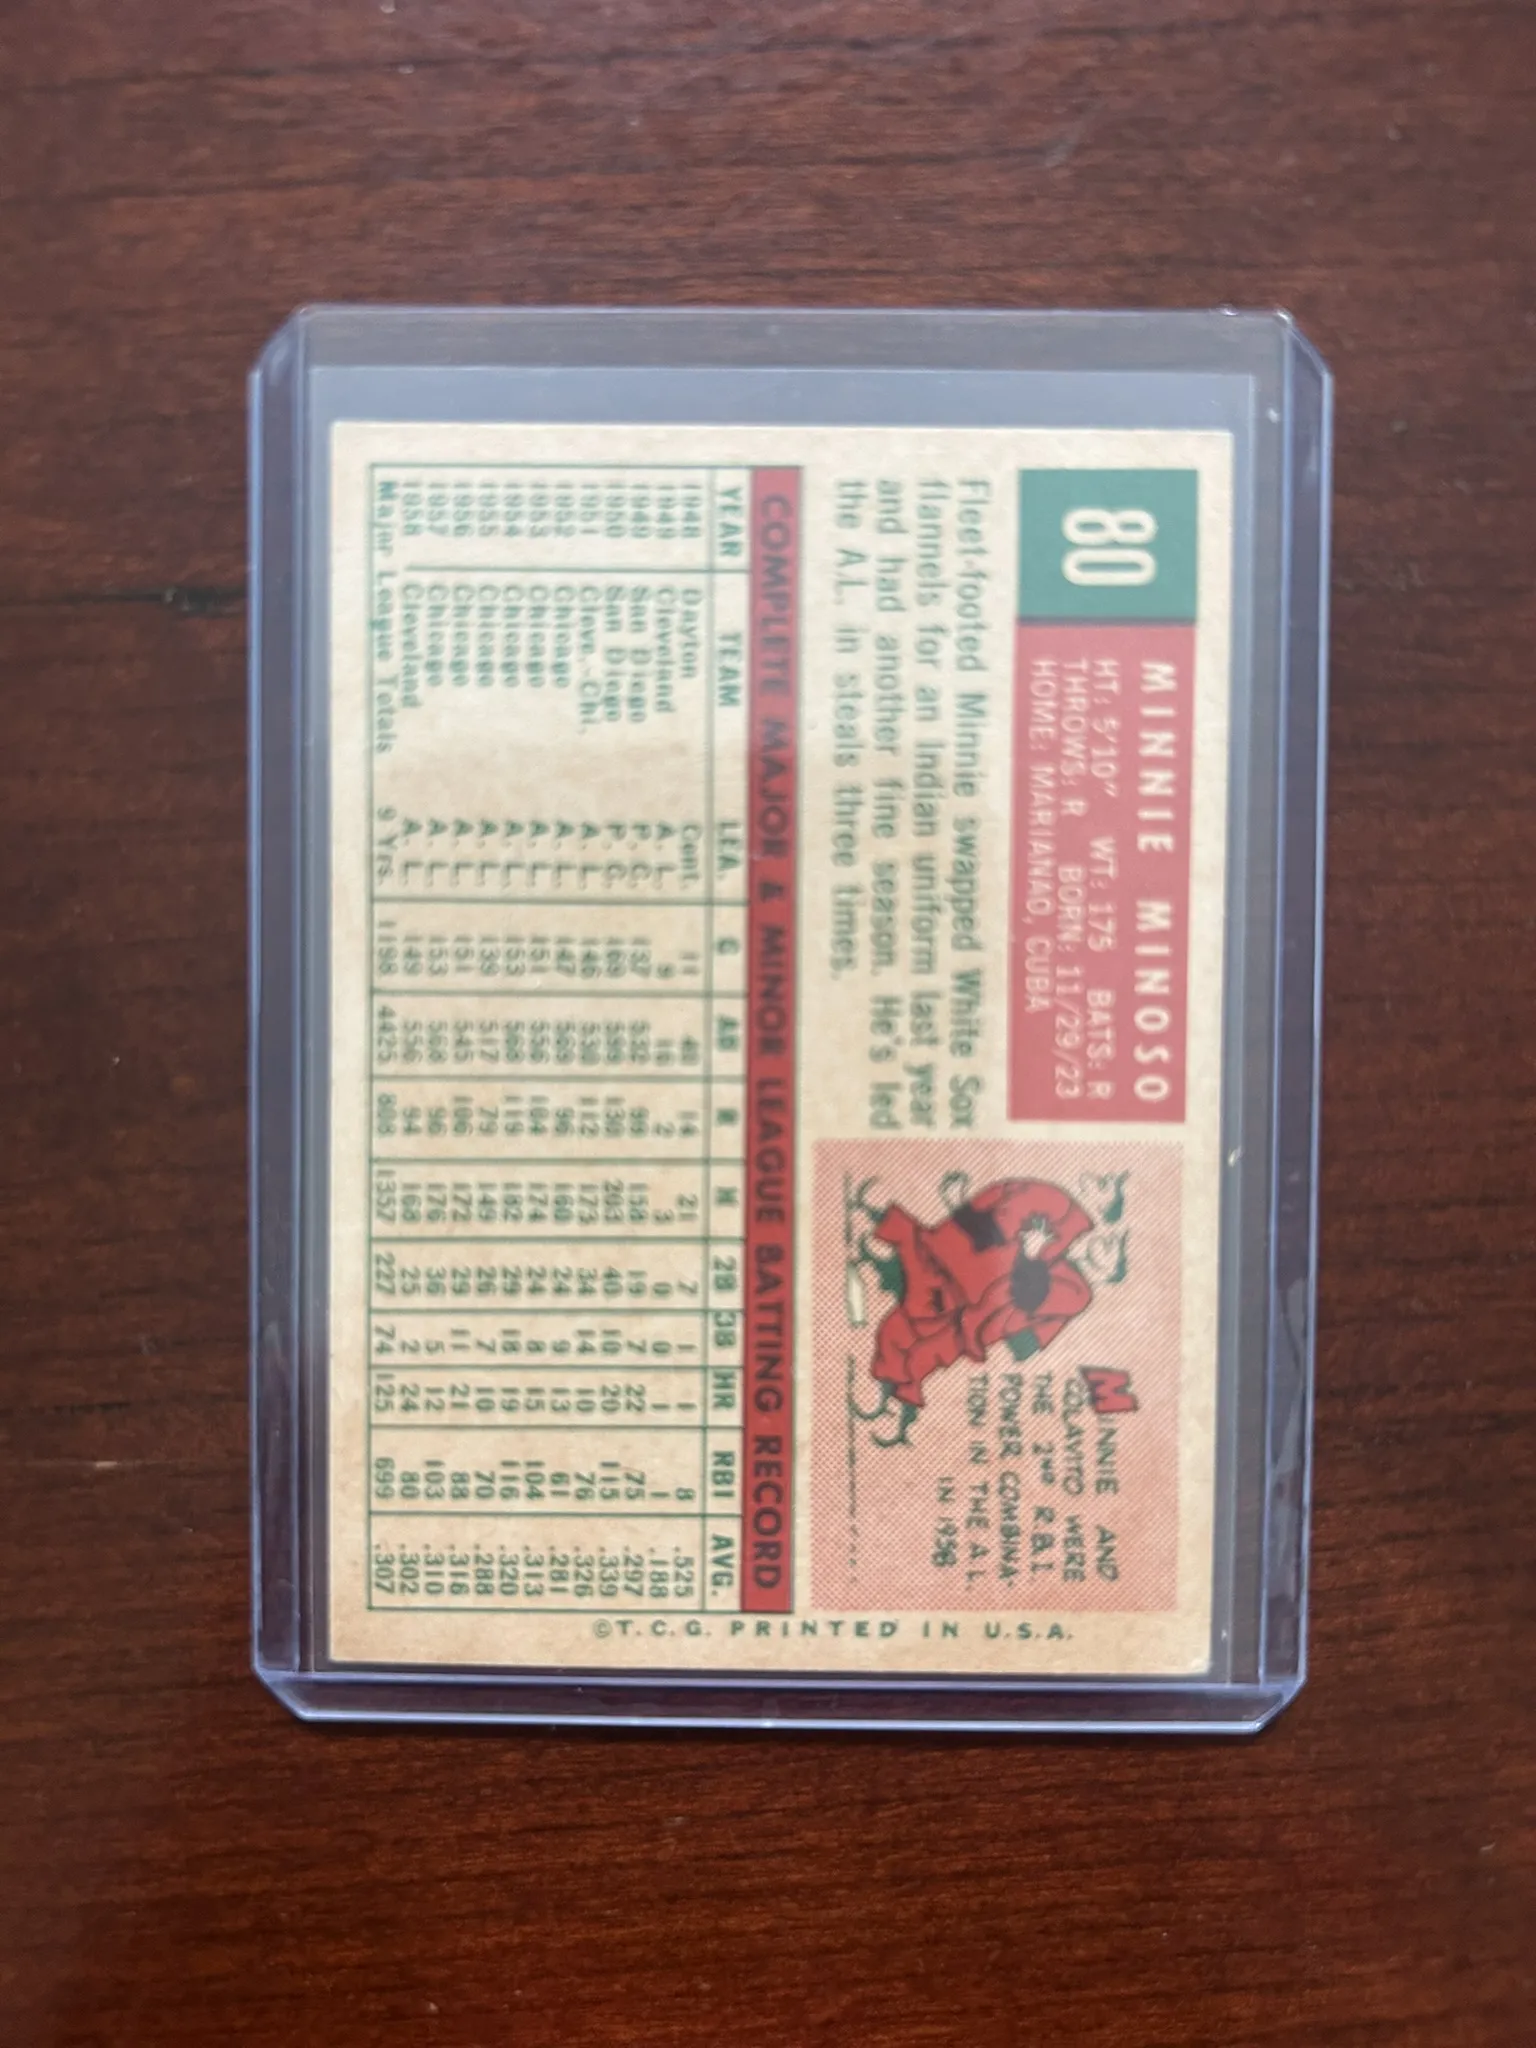 80
MINNIE MINOSO
HT: 5'10" WT: 175 BATS: R
THROWS: R BORN: 11/29/23
HOME: MARIANAO, CUBA
Fleet-footed Minnie swapped White Sox
flannels for an Indian uniform last year
and had another fine season. He's led
the A.L. in steals three times.
MINNIE AND
COLAVITO WERE
THE 2ND R.B.I.
POWER COMBINA-
TION IN THE A.L.
IN 1958
COMPLETE MAJOR & MINOR LEAGUE BATTING RECORD
YEAR TEAM LEA. G AB R H 2B 3B HR RBI AVG.
1948 Dayton Cent. 11 40 14 21 7 1 1 8 .525
1949 Cleveland A. L. 9 16 2 3 0 0 1 1 .188
1949 San Diego P. C. 137 532 99 158 19 7 22 75 .297
1950 San Diego P. C. 169 599 130 203 40 10 20 115 .339
1951 Cleve.-Chi. A. L. 146 530 112 173 34 14 10 76 .326
1952 Chicago A. L. 147 569 96 160 24 9 13 61 .281
1953 Chicago A. L. 151 556 104 174 24 8 15 104 .313
1954 Chicago A. L. 153 568 119 182 29 18 19 116 .320
1955 Chicago A. L. 139 517 79 149 26 7 10 70 .288
1956 Chicago A. L. 151 545 106 172 29 11 21 88 .316
1957 Chicago A. L. 153 568 96 176 36 5 12 103 .310
1958 Cleveland A. L. 149 556 94 168 25 2 24 80 .302
Major League Totals 9 Yrs. 1198 4425 808 1357 227 74 125 699 .307
©T.C.G. PRINTED IN U.S.A.